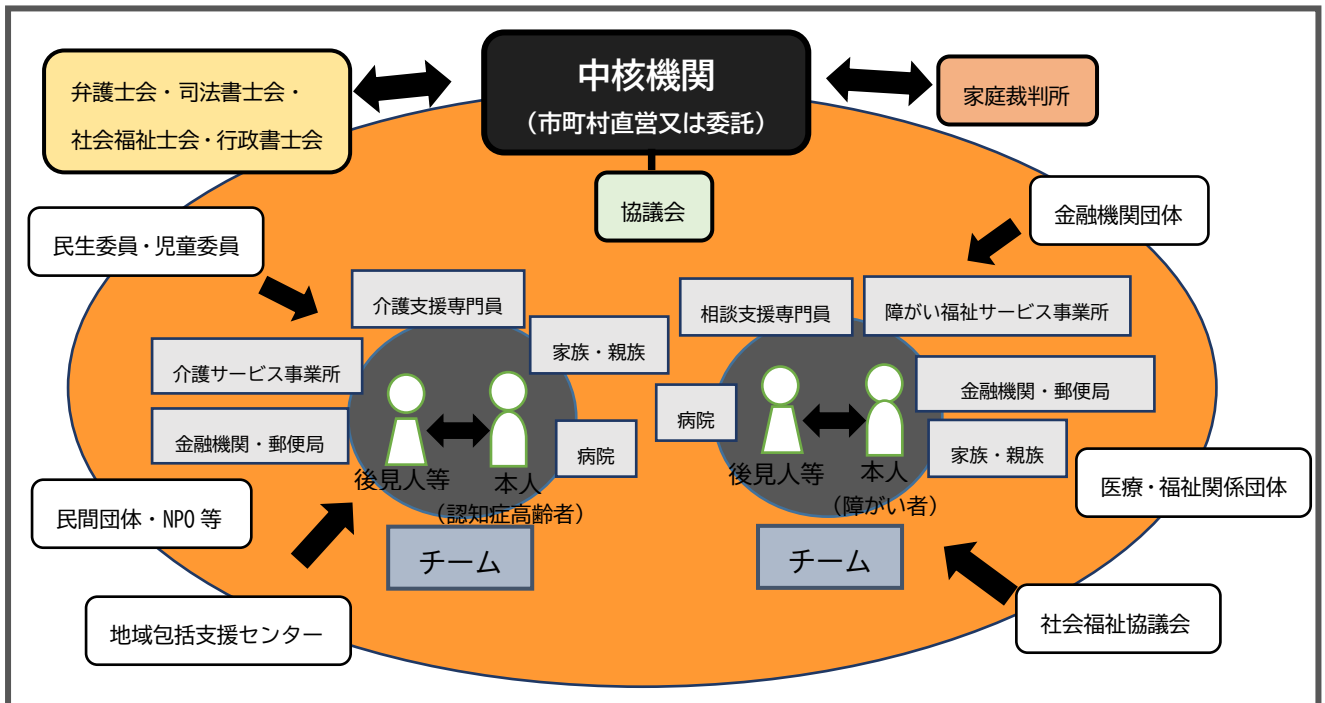 中核機関
（市町村直営又は委託）
弁護士会・司法書士会・
社会福祉士会・行政書士会
家庭裁判所
協議会
民生委員・児童委員
金融機関団体
介護支援専門員
家族・親族
介護サービス事業所
金融機関・郵便局
病院
後見人等
本人
（認知症高齢者）
チーム
相談支援専門員
障がい福祉サービス事業所
金融機関・郵便局
病院
家族・親族
後見人等
本人
（障がい者）
チーム
民間団体・NPO 等
医療・福祉関係団体
地域包括支援センター
社会福祉協議会